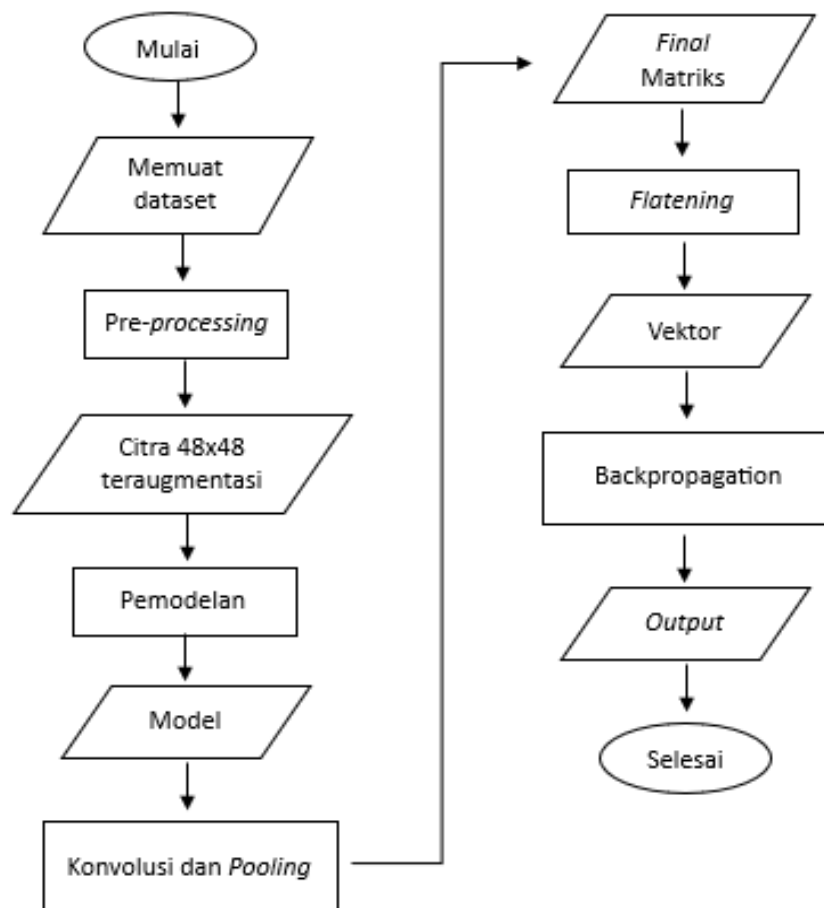 Mulai
Memuat
dataset
Pre-processing
Citra 48x48
teraugmentasi
Pemodelan
Model
Konvolusi dan Pooling
Final
Matriks
Flatening
Vektor
Backpropagation
Output
Selesai